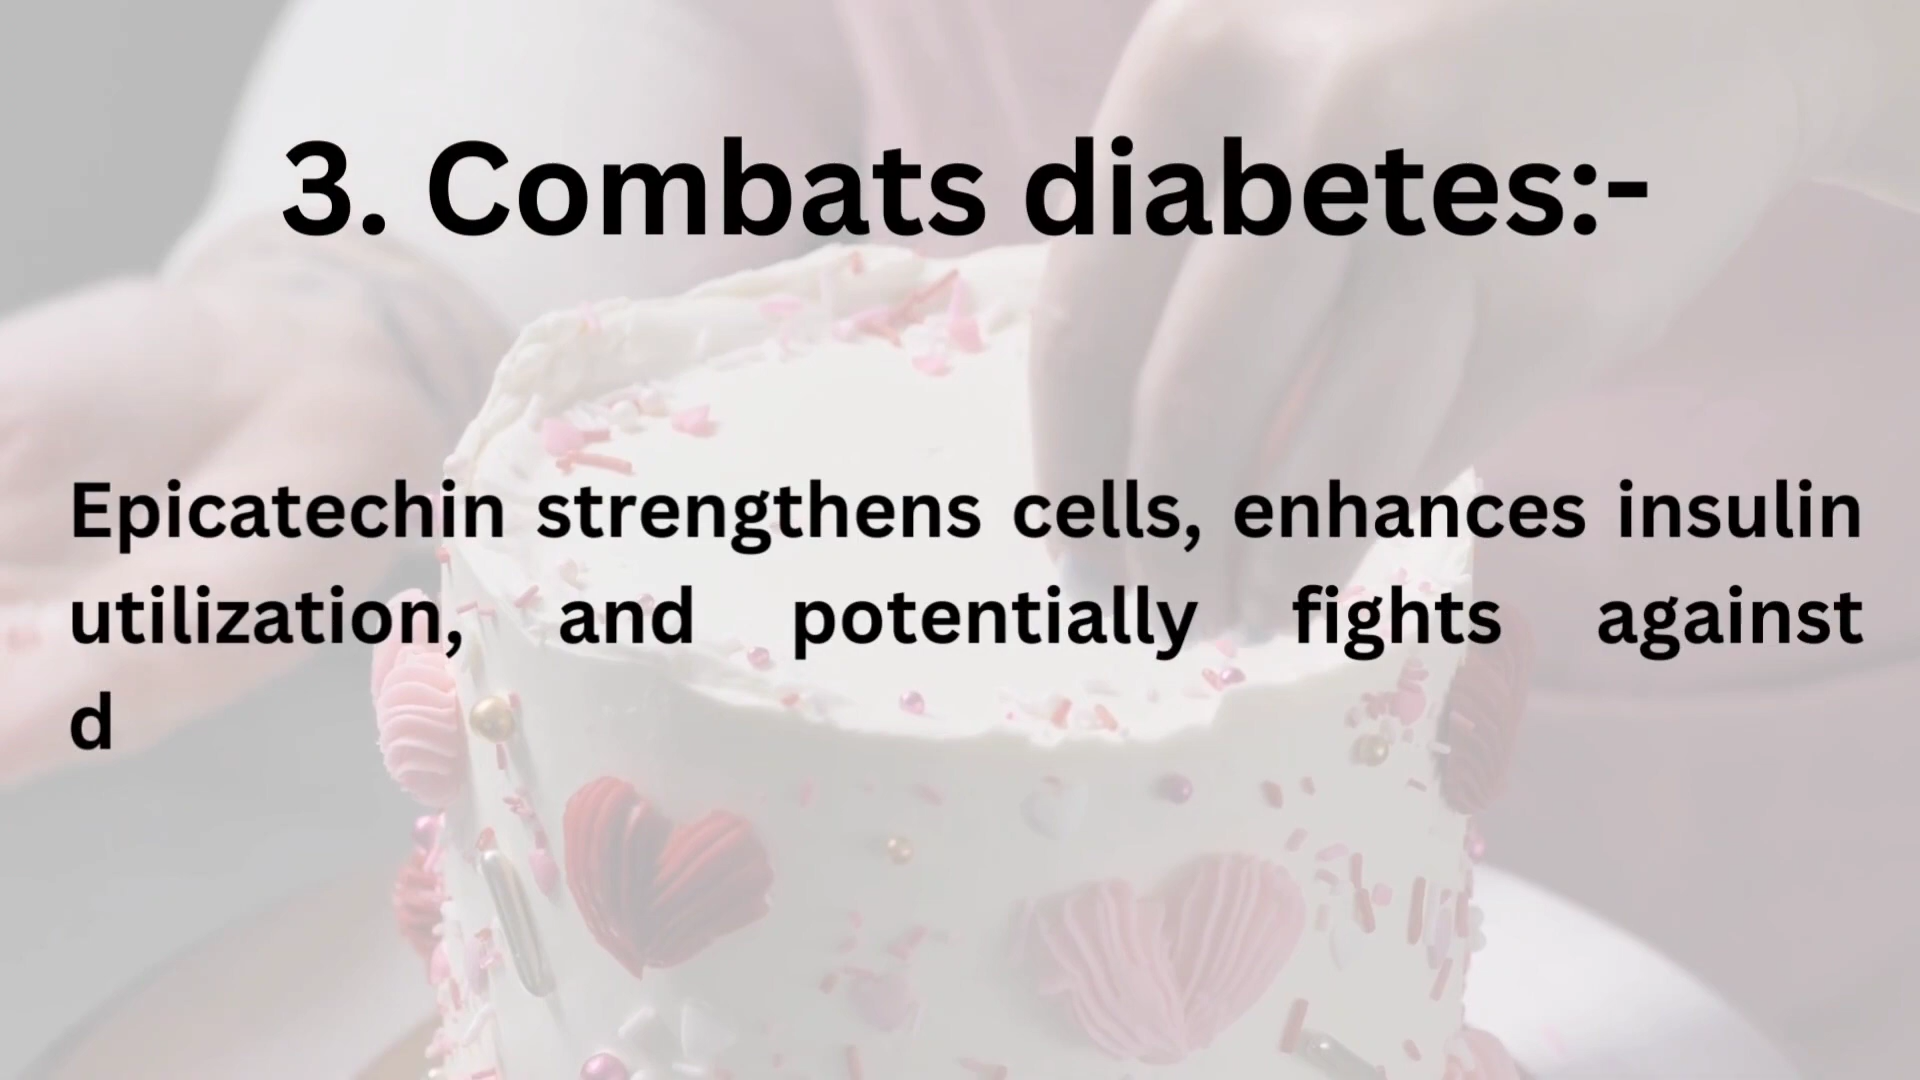 3. Combats diabetes:-
Epicatechin strengthens cells, enhances insulin
utilization, and potentially fights against
d